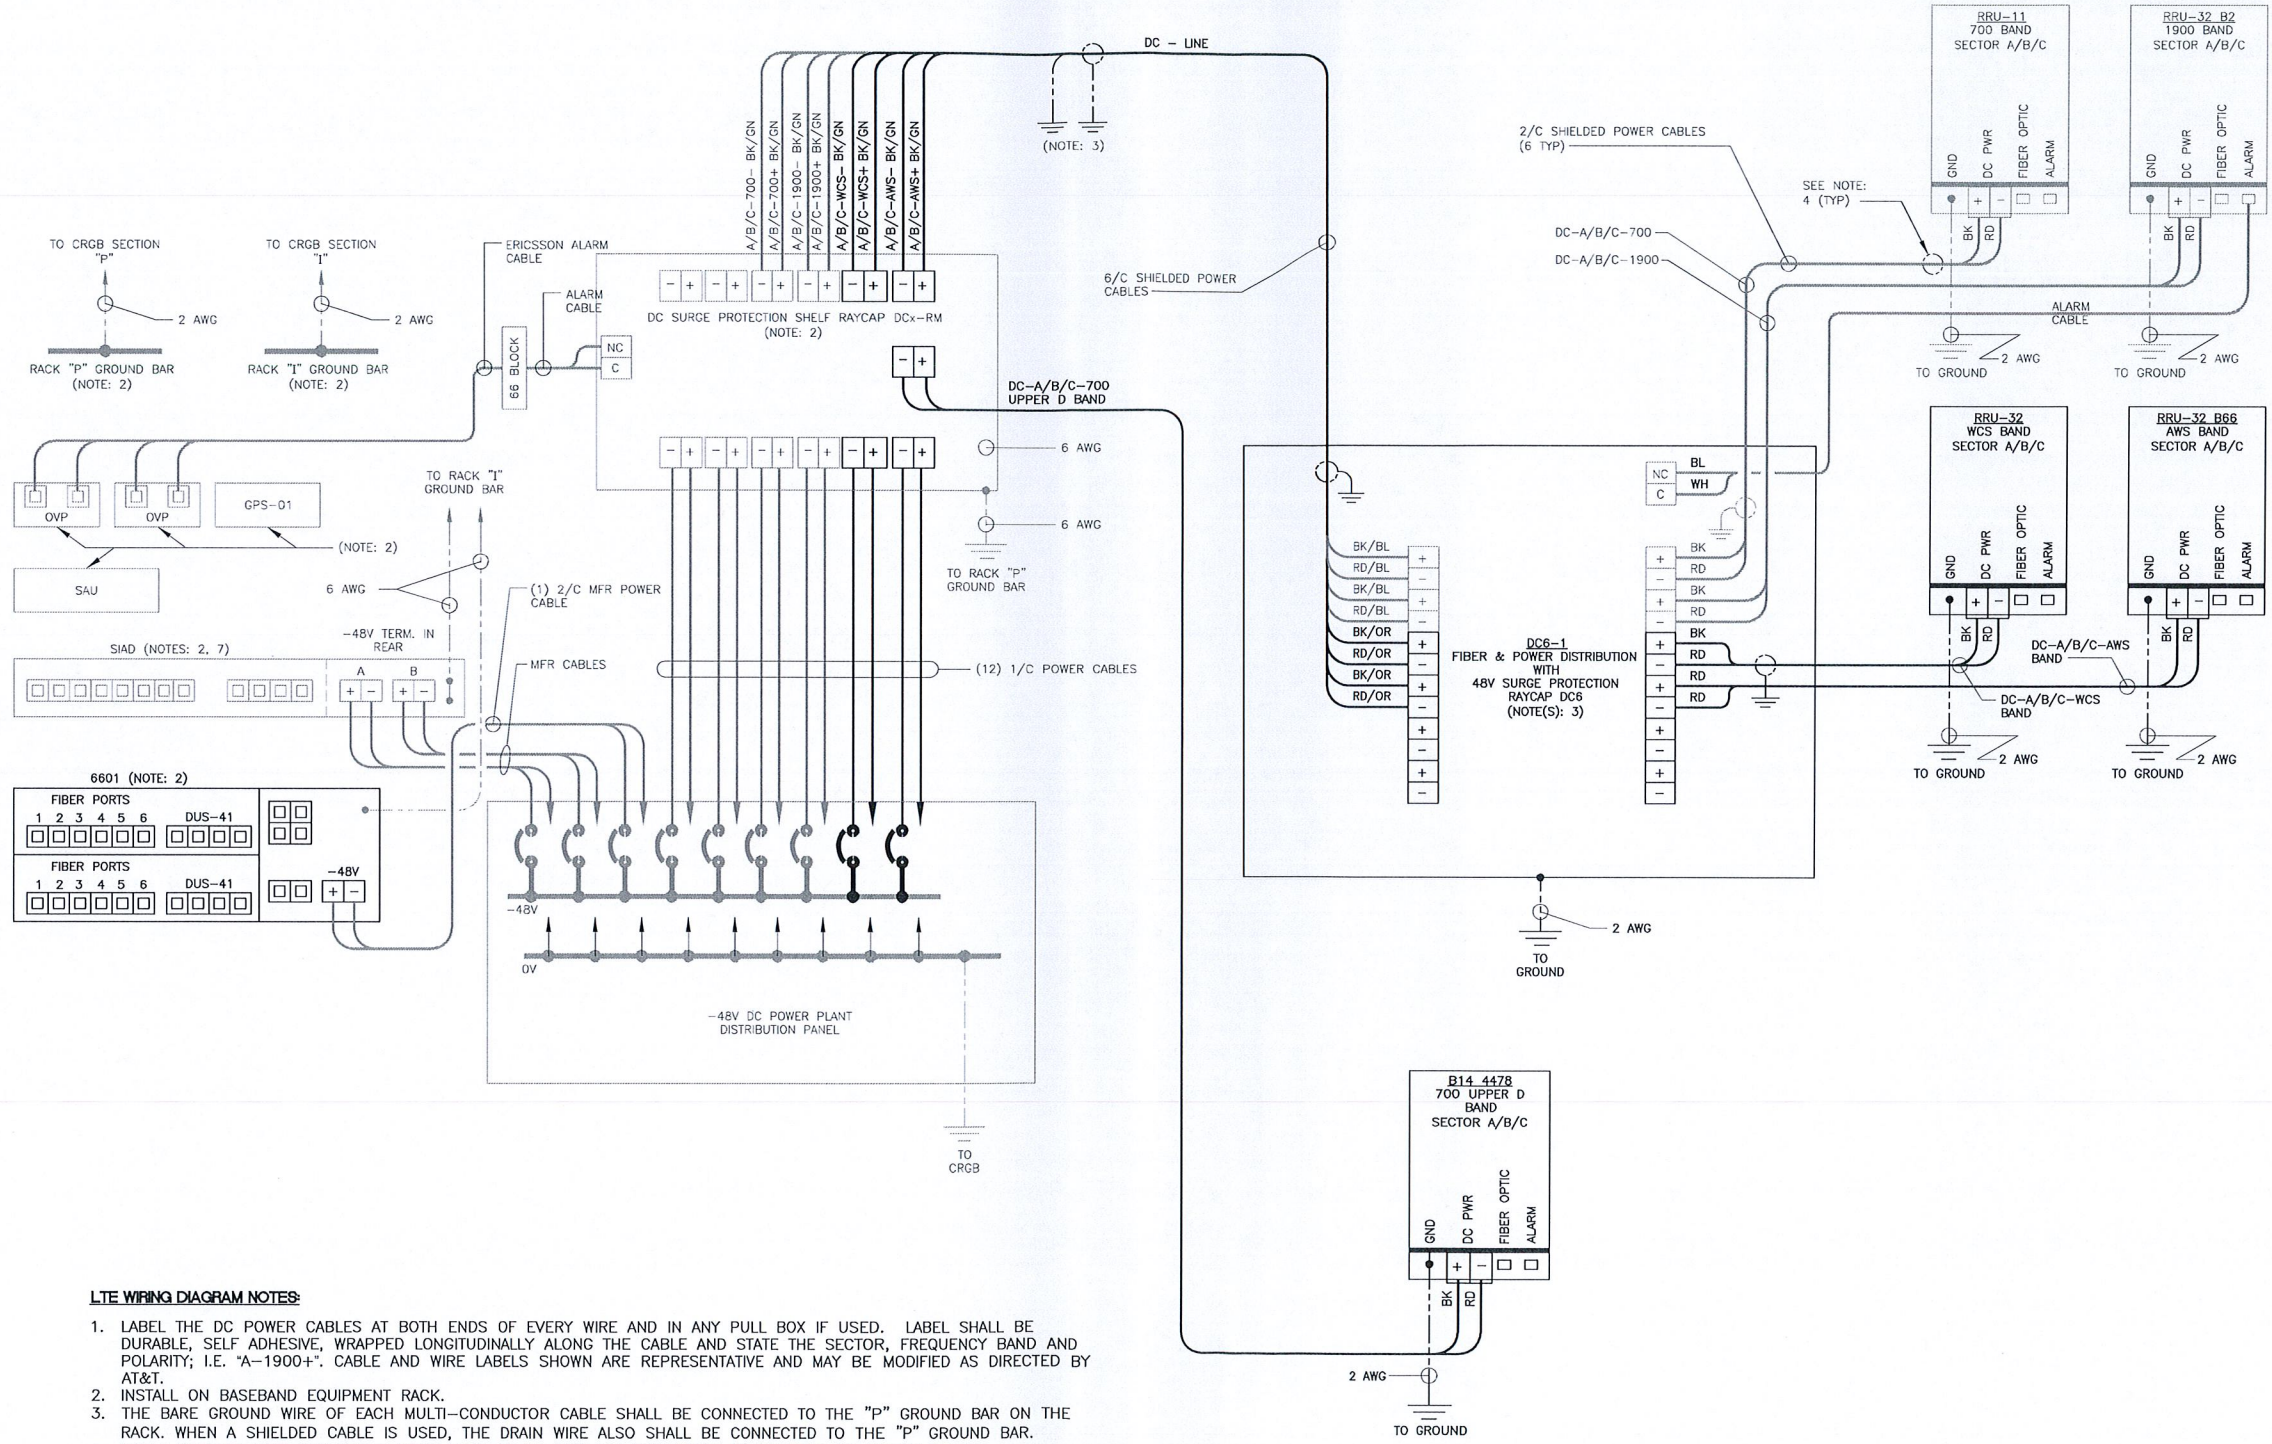 DC - LINE
(NOTE: 3)
A/B/C-700- BK/GN
A/B/C-700+ BK/GN
A/B/C-1900- BK/GN
A/B/C-1900+ BK/GN
A/B/C-WCS- BK/GN
A/B/C-WCS+ BK/GN
A/B/C-AWS- BK/GN
A/B/C-AWS+ BK/GN
TO CRGB SECTION
"P"
2 AWG
RACK "P" GROUND BAR
(NOTE: 2)
TO CRGB SECTION
"I"
2 AWG
RACK "I" GROUND BAR
(NOTE: 2)
ERICSSON ALARM
CABLE
ALARM
CABLE
66 BLOCK
NC
C
- + - + - + - + - + - +
DC SURGE PROTECTION SHELF RAYCAP DCx-RM
(NOTE: 2)
- +
DC-A/B/C-700
UPPER D BAND
- + - + - + - + - + - +
6 AWG
6 AWG
TO RACK "P"
GROUND BAR
OVP
OVP
GPS-01
(NOTE: 2)
SAU
TO RACK "I"
GROUND BAR
6 AWG
(1) 2/C MFR POWER
CABLE
-48V TERM. IN
REAR
MFR CABLES
SIAD (NOTES: 2, 7)
A B
+ - + -
(12) 1/C POWER CABLES
6601 (NOTE: 2)
FIBER PORTS
1 2 3 4 5 6 DUS-41
FIBER PORTS
1 2 3 4 5 6 DUS-41
-48V
+ -
-48V
0V
-48V DC POWER PLANT
DISTRIBUTION PANEL
TO
CRGB
6/C SHIELDED POWER
CABLES
2/C SHIELDED POWER CABLES
(6 TYP)
SEE NOTE:
4 (TYP)
DC-A/B/C-700
DC-A/B/C-1900
RRU-11
700 BAND
SECTOR A/B/C
GND
DC PWR
FIBER OPTIC
ALARM
+ -
BK
RD
2 AWG
TO GROUND
RRU-32 B2
1900 BAND
SECTOR A/B/C
GND
DC PWR
FIBER OPTIC
ALARM
+ -
BK
RD
ALARM
CABLE
2 AWG
TO GROUND
RRU-32
WCS BAND
SECTOR A/B/C
GND
DC PWR
FIBER OPTIC
ALARM
+ -
BK
RD
2 AWG
TO GROUND
RRU-32 B66
AWS BAND
SECTOR A/B/C
GND
DC PWR
FIBER OPTIC
ALARM
+ -
BK
RD
DC-A/B/C-AWS
BAND
DC-A/B/C-WCS
BAND
2 AWG
TO GROUND
NC
C
BL
WH
BK/BL
RD/BL
BK/BL
RD/BL
BK/OR
RD/OR
BK/OR
RD/OR
+
-
+
-
+
-
+
-
+
-
+
-
DC6-1
FIBER & POWER DISTRIBUTION
WITH
48V SURGE PROTECTION
RAYCAP DC6
(NOTE(S): 3)
+
-
+
-
+
-
+
-
+
-
+
-
BK
RD
BK
RD
BK
RD
RD
RD
2 AWG
TO
GROUND
B14 4478
700 UPPER D
BAND
SECTOR A/B/C
GND
DC PWR
FIBER OPTIC
ALARM
+ -
BK
RD
2 AWG
TO GROUND
LTE WIRING DIAGRAM NOTES:
1. LABEL THE DC POWER CABLES AT BOTH ENDS OF EVERY WIRE AND IN ANY PULL BOX IF USED. LABEL SHALL BE
DURABLE, SELF ADHESIVE, WRAPPED LONGITUDINALLY ALONG THE CABLE AND STATE THE SECTOR, FREQUENCY BAND AND
POLARITY; I.E. "A-1900+". CABLE AND WIRE LABELS SHOWN ARE REPRESENTATIVE AND MAY BE MODIFIED AS DIRECTED BY
AT&T.
2. INSTALL ON BASEBAND EQUIPMENT RACK.
3. THE BARE GROUND WIRE OF EACH MULTI-CONDUCTOR CABLE SHALL BE CONNECTED TO THE "P" GROUND BAR ON THE
RACK. WHEN A SHIELDED CABLE IS USED, THE DRAIN WIRE ALSO SHALL BE CONNECTED TO THE "P" GROUND BAR.